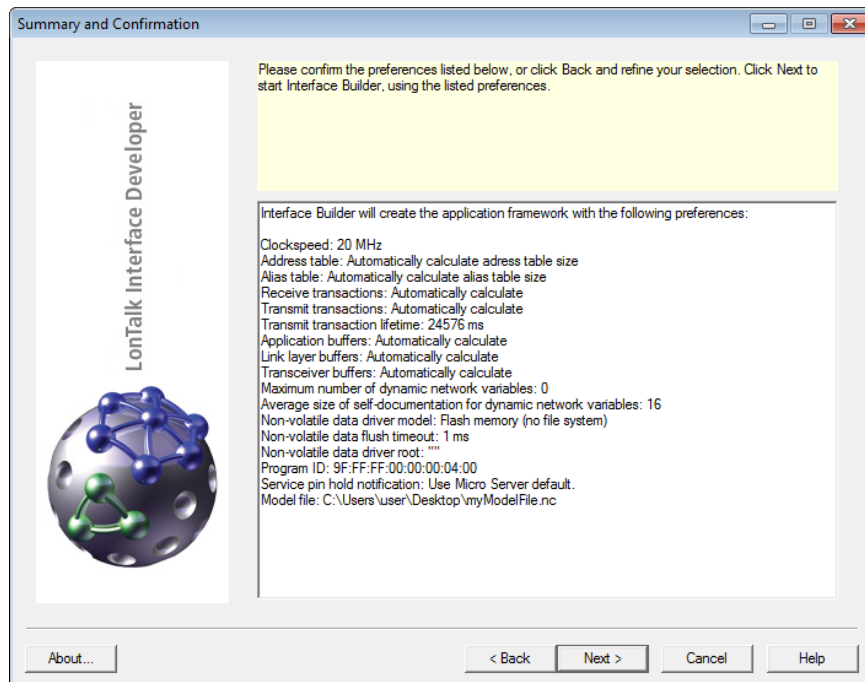 Summary and Confirmation
LonTalk Interface Developer
Please confirm the preferences listed below, or click Back and refine your selection. Click Next to
start Interface Builder, using the listed preferences.
Interface Builder will create the application framework with the following preferences:
Clockspeed: 20 MHz
Address table: Automatically calculate adress table size
Alias table: Automatically calculate alias table size
Receive transactions: Automatically calculate
Transmit transactions: Automatically calculate
Transmit transaction lifetime: 24576 ms
Application buffers: Automatically calculate
Link layer buffers: Automatically calculate
Transceiver buffers: Automatically calculate
Maximum number of dynamic network variables: 0
Average size of self-documentation for dynamic network variables: 16
Non-volatile data driver model: Flash memory (no file system)
Non-volatile data flush timeout: 1 ms
Non-volatile data driver root: ""
Program ID: 9F:FF:FF:00:00:00:04:00
Service pin hold notification: Use Micro Server default.
Model file: C:\Users\user\Desktop\myModelFile.nc
About...
< Back
Next >
Cancel
Help